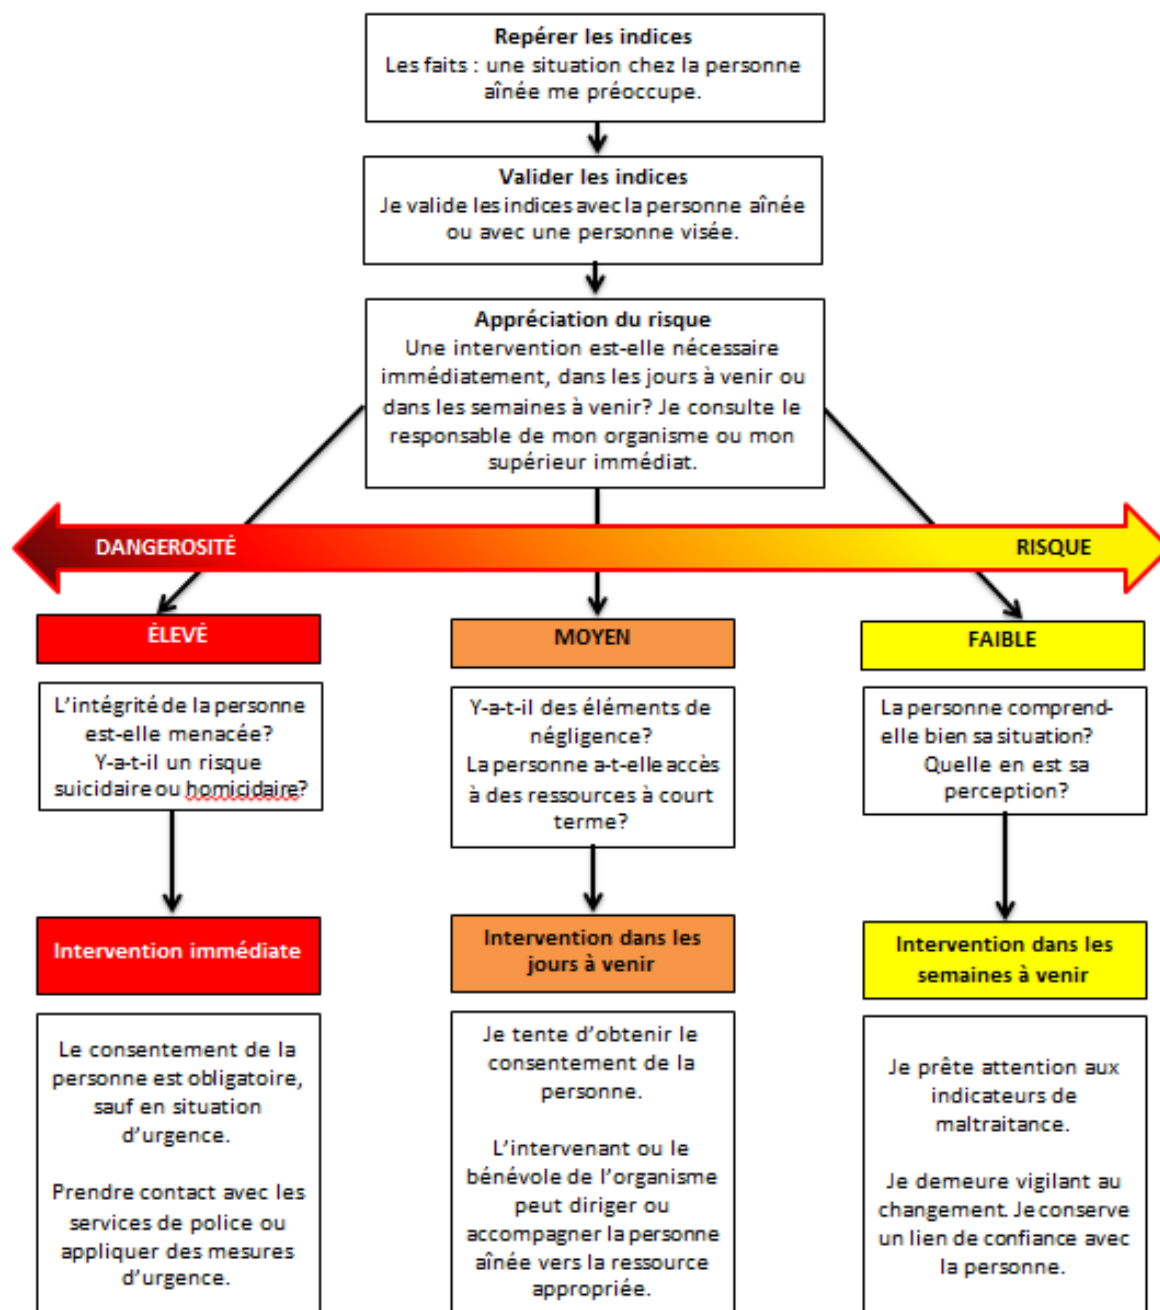 Repérer les indices
Les faits : une situation chez la personne
aînée me préoccupe.
Valider les indices
Je valide les indices avec la personne aînée
ou avec une personne visée.
Appréciation du risque
Une intervention est-elle nécessaire
immédiatement, dans les jours à venir ou
dans les semaines à venir? Je consulte le
responsable de mon organisme ou mon
supérieur immédiat.
DANGEROSITÉ
RISQUE
ÉLEVÉ
L'intégrité de la personne
est-elle menacée?
Y-a-t-il un risque
suicidaire ou homicidaire?
Intervention immédiate
Le consentement de la
personne est obligatoire,
sauf en situation
d'urgence.
Prendre contact avec les
services de police ou
appliquer des mesures
d'urgence.
MOYEN
Y-a-t-il des éléments de
négligence?
La personne a-t-elle accès
à des ressources à court
terme?
Intervention dans les
jours à venir
Je tente d'obtenir le
consentement de la
personne.
L'intervenant ou le
bénévole de l'organisme
peut diriger ou
accompagner la personne
aînée vers la ressource
appropriée.
FAIBLE
La personne comprend-
elle bien sa situation?
Quelle en est sa
perception?
Intervention dans les
semaines à venir
Je prête attention aux
indicateurs de
maltraitance.
Je demeure vigilant au
changement. Je conserve
un lien de confiance avec
la personne.